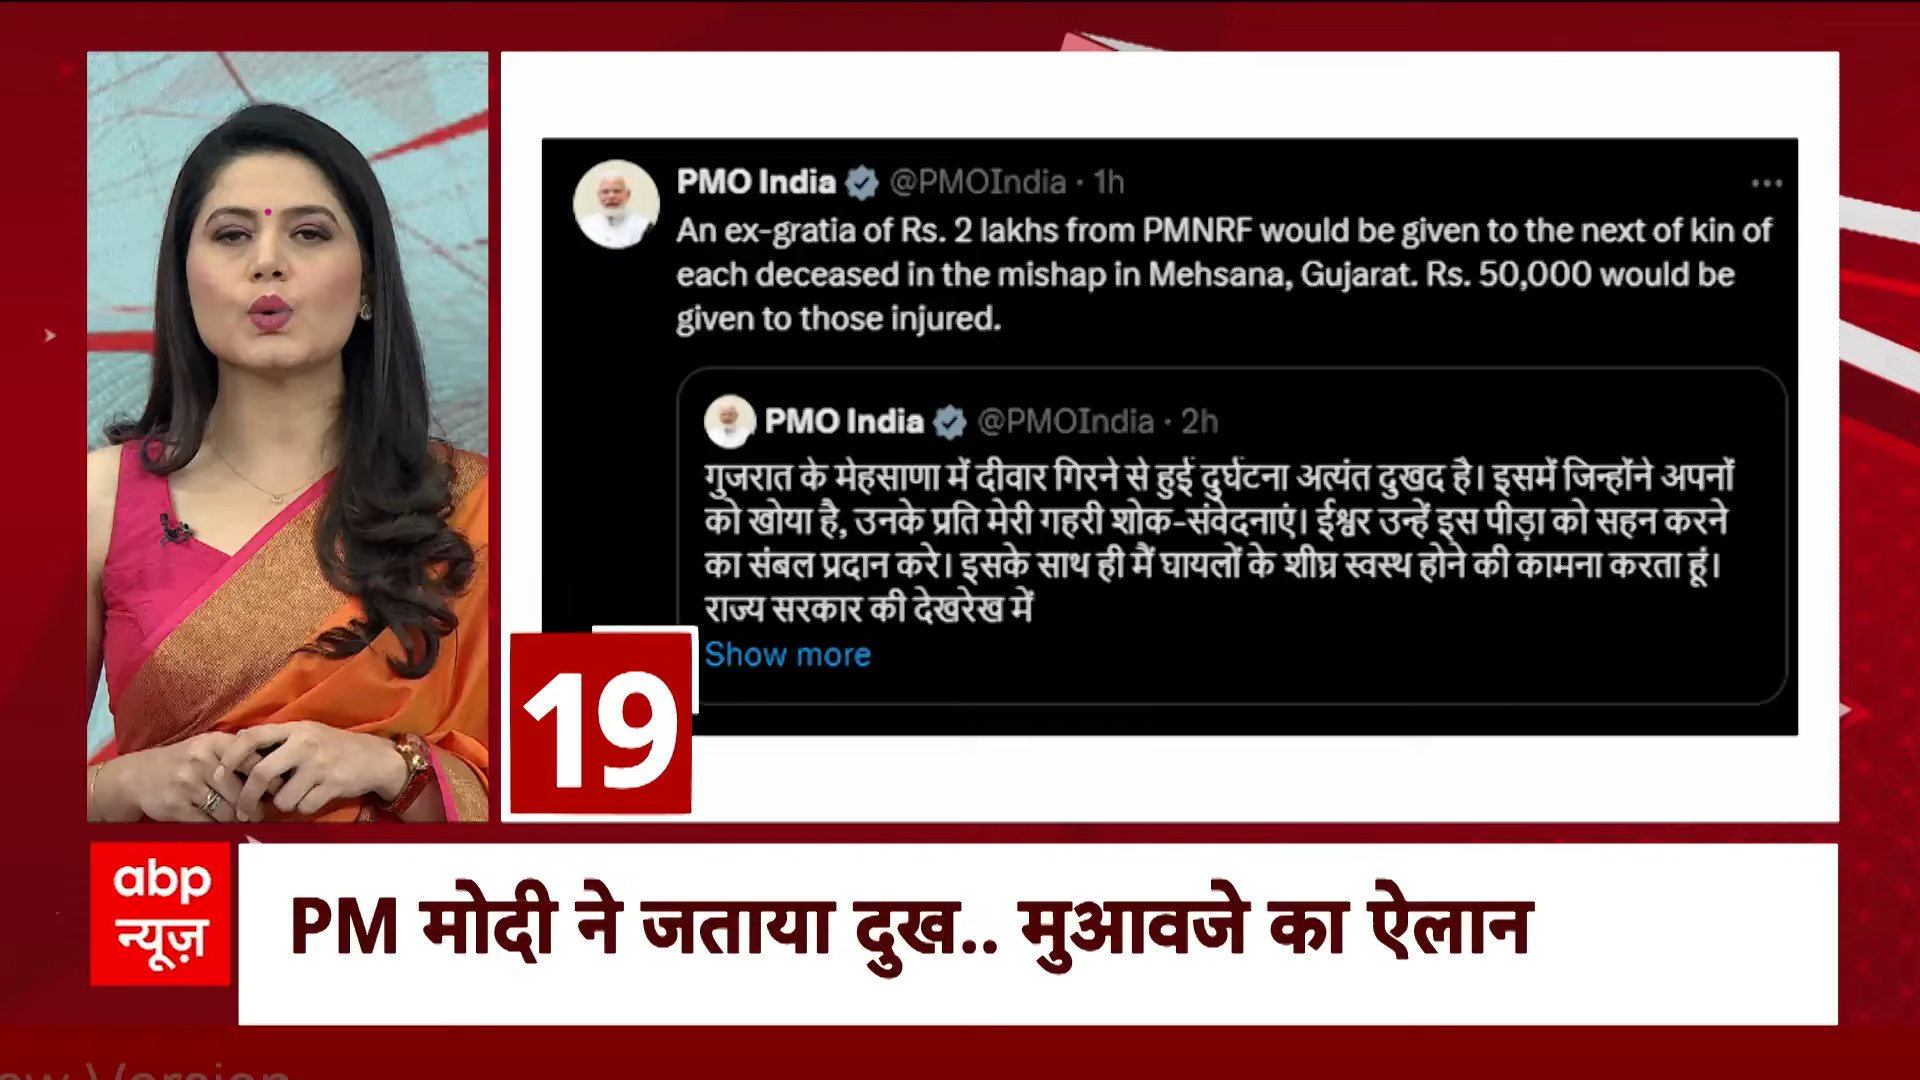 PMO India @PMOIndia · 1h
An ex-gratia of Rs. 2 lakhs from PMNRF would be given to the next of kin of
each deceased in the mishap in Mehsana, Gujarat. Rs. 50,000 would be
given to those injured.
PMO India @PMOIndia · 2h
गुजरात के मेहसाणा में दीवार गिरने से हुई दुर्घटना अत्यंत दुखद है। इसमें जिन्होंने अपनों
को खोया है, उनके प्रति मेरी गहरी शोक-संवेदनाएं। ईश्वर उन्हें इस पीड़ा को सहन करने
का संबल प्रदान करे। इसके साथ ही मैं घायलों के शीघ्र स्वस्थ होने की कामना करता हूं।
राज्य सरकार की देखरेख में
Show more
19
abp
न्यूज़
PM मोदी ने जताया दुख.. मुआवजे का ऐलान